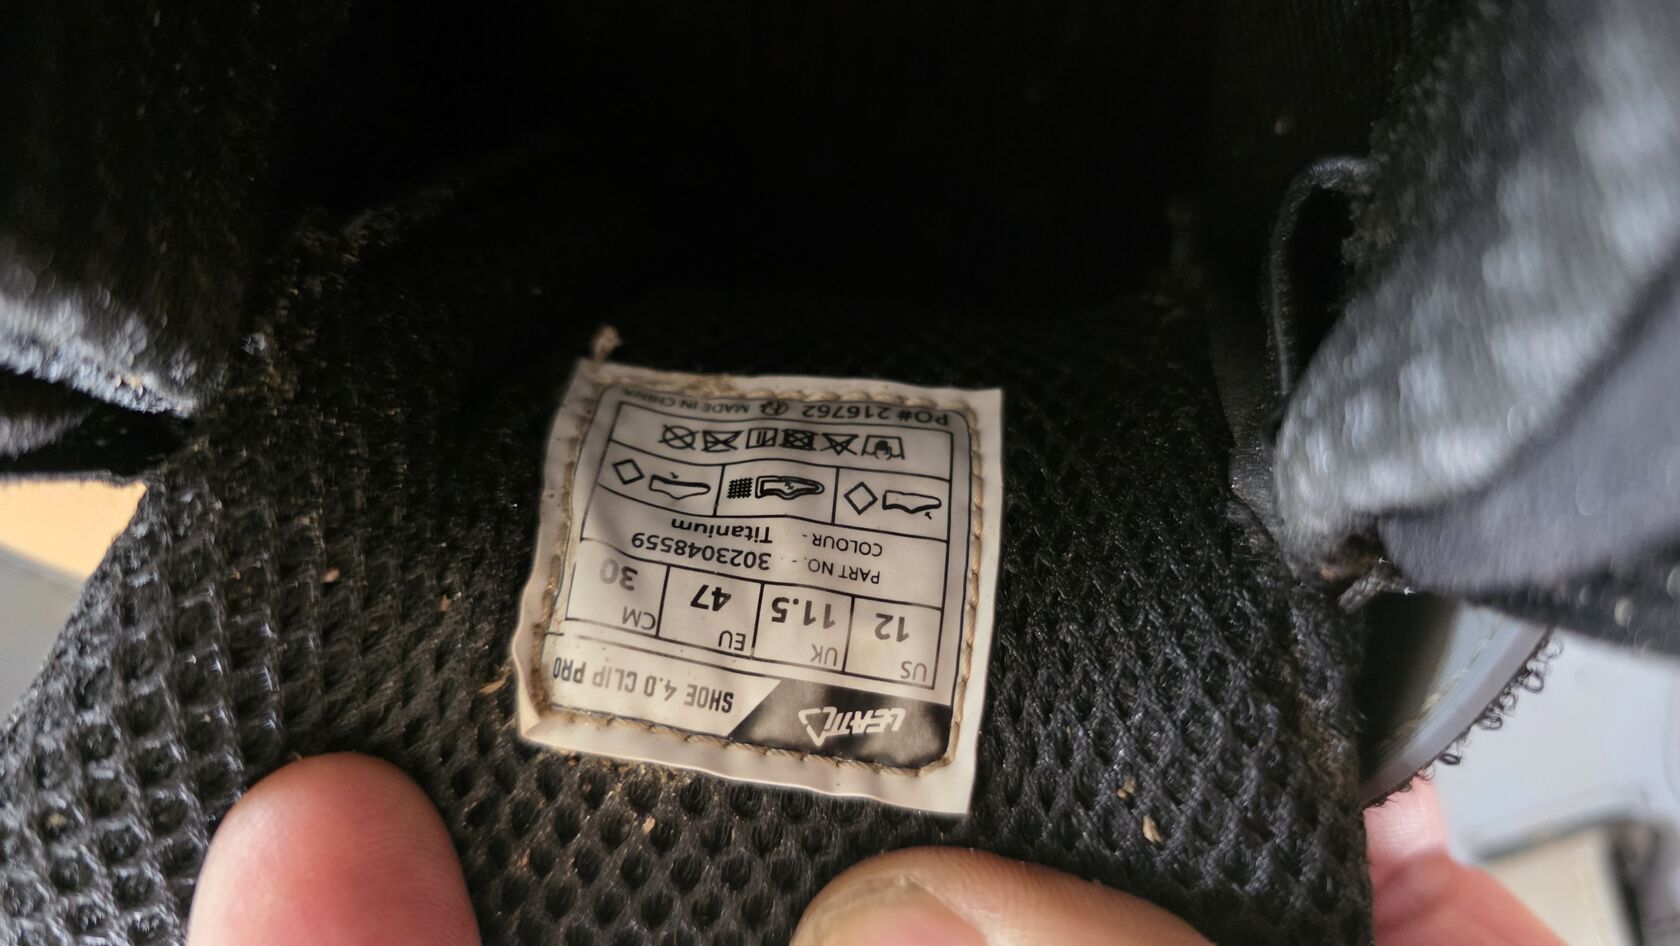 LEATT SHOE 4.0 CLIP PRO
US UK EU CM
12 11.5 47 30
PART NO. - 3023048559
COLOUR - Titanium
PO# 216762 MADE IN CHINA